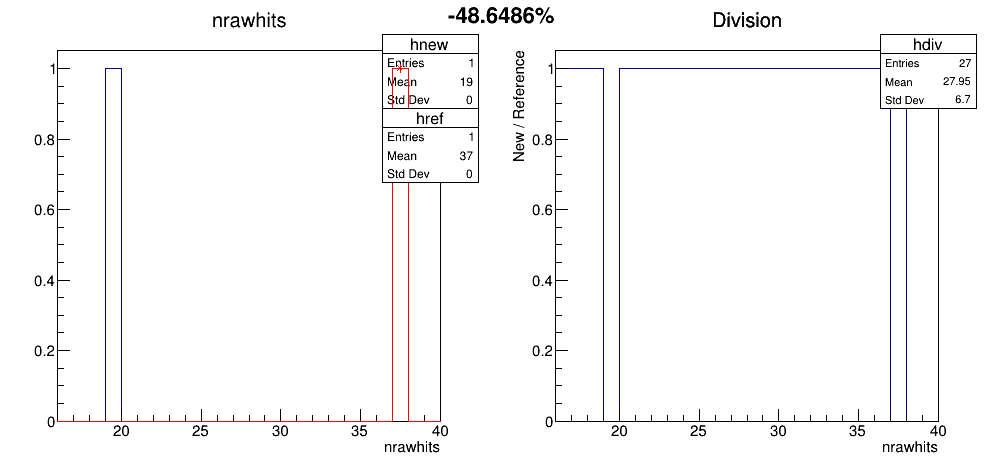 -48.6486%
nrawhits
hnew
Entries 1
Mean 19
Std Dev 0
href
Entries 1
Mean 37
Std Dev 0
1
0.8
0.6
0.4
0.2
0
20 25 30 35 40
nrawhits
Division
hdiv
Entries 27
Mean 27.95
Std Dev 6.7
New / Reference
1
0.8
0.6
0.4
0.2
0
20 25 30 35 40
nrawhits